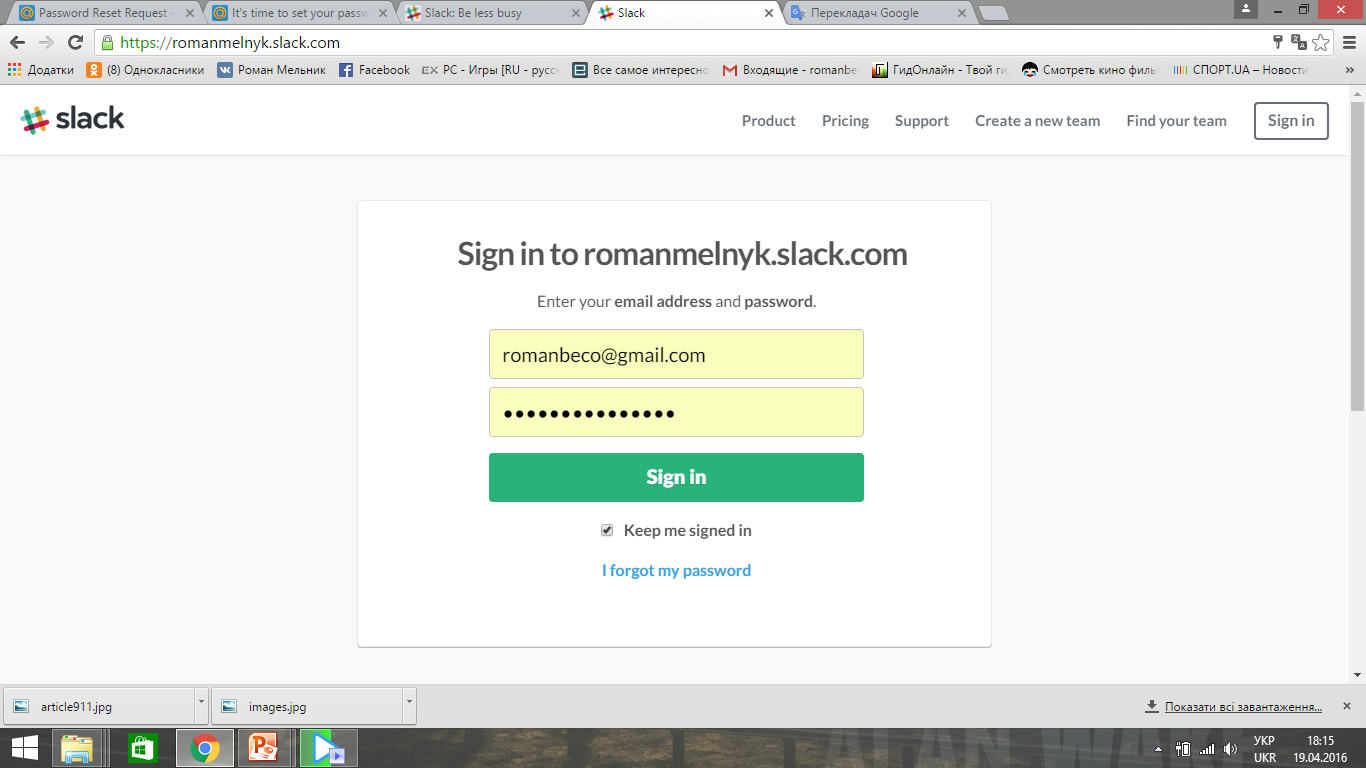 Password Reset Request -
It's time to set your passw
Slack: Be less busy
Slack
Перекладач Google
https://romanmelnyk.slack.com
Додатки
(8) Однокласники
Роман Мельник
Facebook
EX PC - Игры [RU - русс
Все самое интересно
Входящие - romanbe
ГидОнлайн - Твой ги
Смотреть кино филь
СПОРТ.UA – Новости
»
slack
Product
Pricing
Support
Create a new team
Find your team
Sign in
Sign in to romanmelnyk.slack.com
Enter your email address and password.
romanbeco@gmail.com
•••••••••••••••
Sign in
Keep me signed in
I forgot my password
article911.jpg
images.jpg
Показати всі завантаження...
УКР
18:15
UKR
19.04.2016